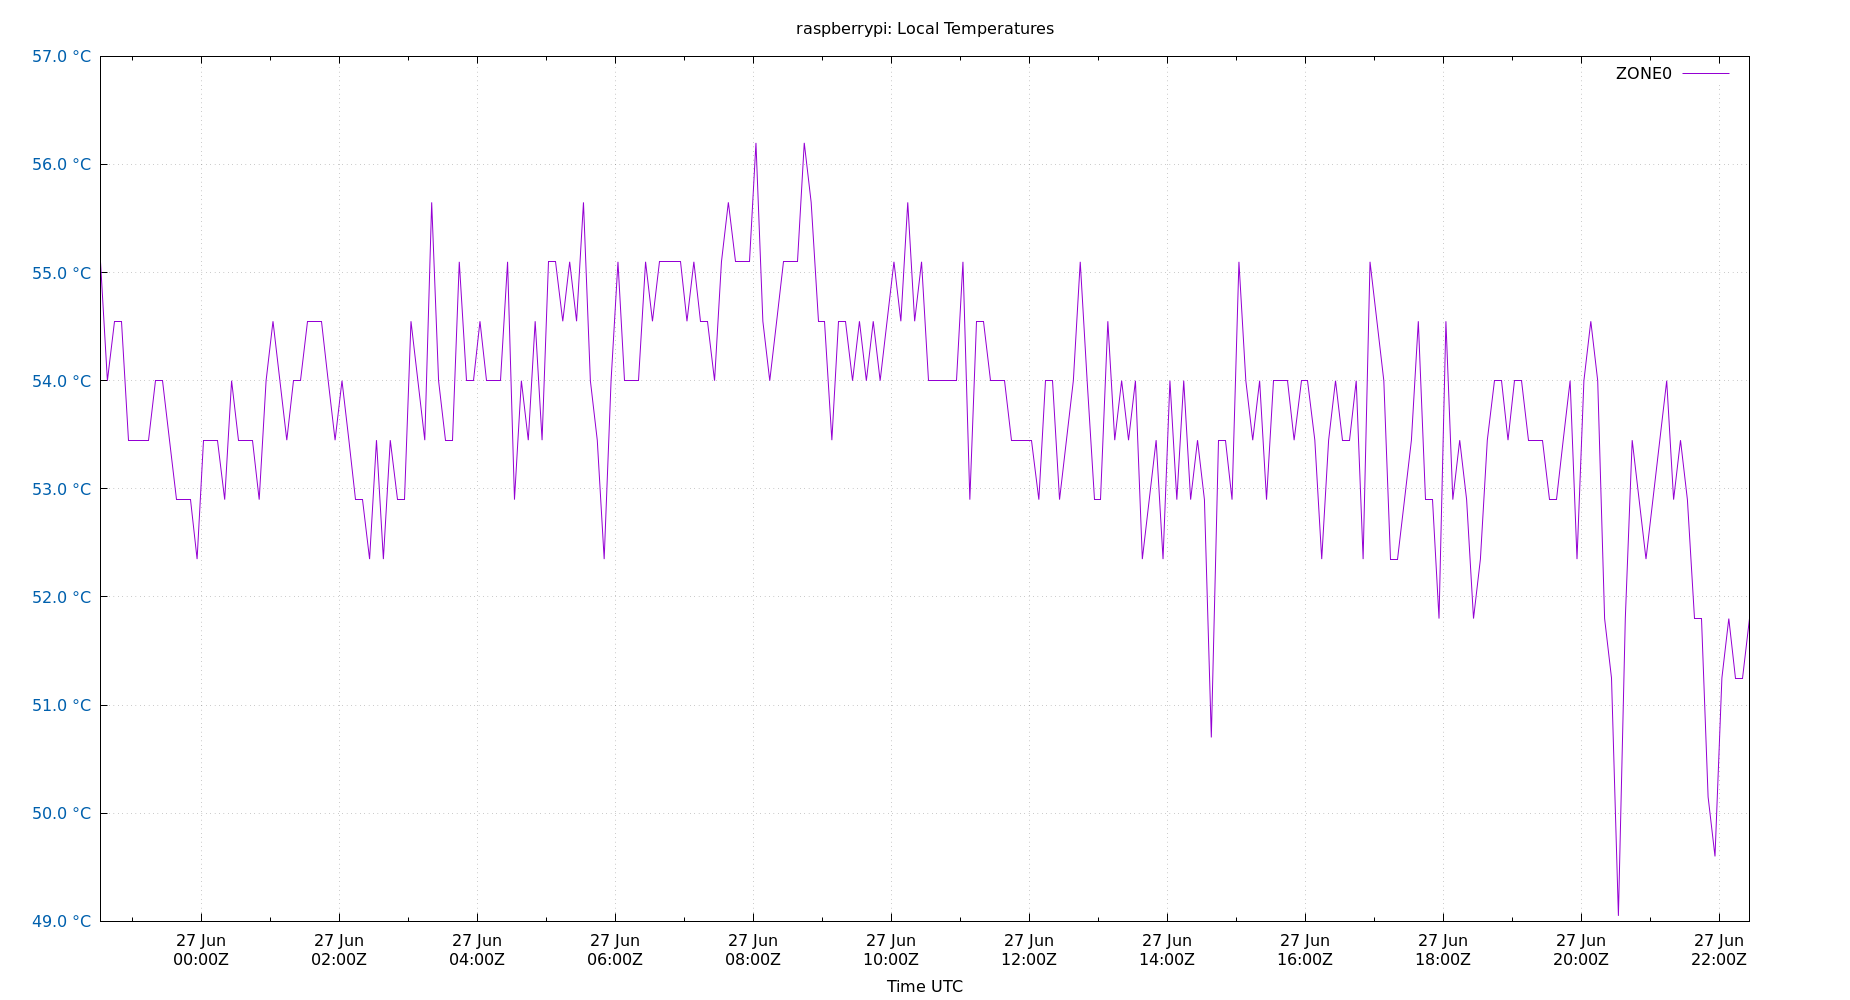 raspberrypi: Local Temperatures
57.0 °C
ZONE0
56.0 °C
55.0 °C
54.0 °C
53.0 °C
52.0 °C
51.0 °C
50.0 °C
49.0 °C
27 Jun 27 Jun 27 Jun 27 Jun 27 Jun 27 Jun 27 Jun 27 Jun 27 Jun 27 Jun 27 Jun 27 Jun
00:00Z 02:00Z 04:00Z 06:00Z 08:00Z 10:00Z 12:00Z 14:00Z 16:00Z 18:00Z 20:00Z 22:00Z
Time UTC